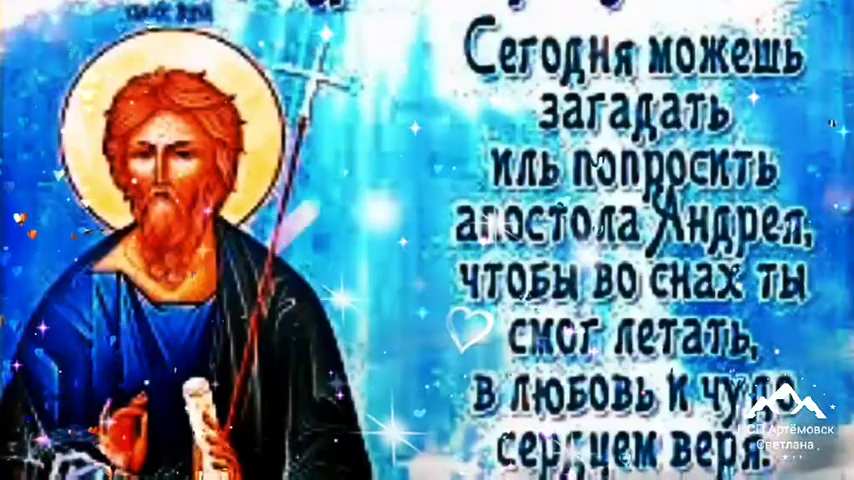 Сегодня можешь
загадать
иль попросить
апостола Андрея,
чтобы во снах ты
смог летать,
в любовь и чудо
сердцем веря.
Артёмовск
Светлана